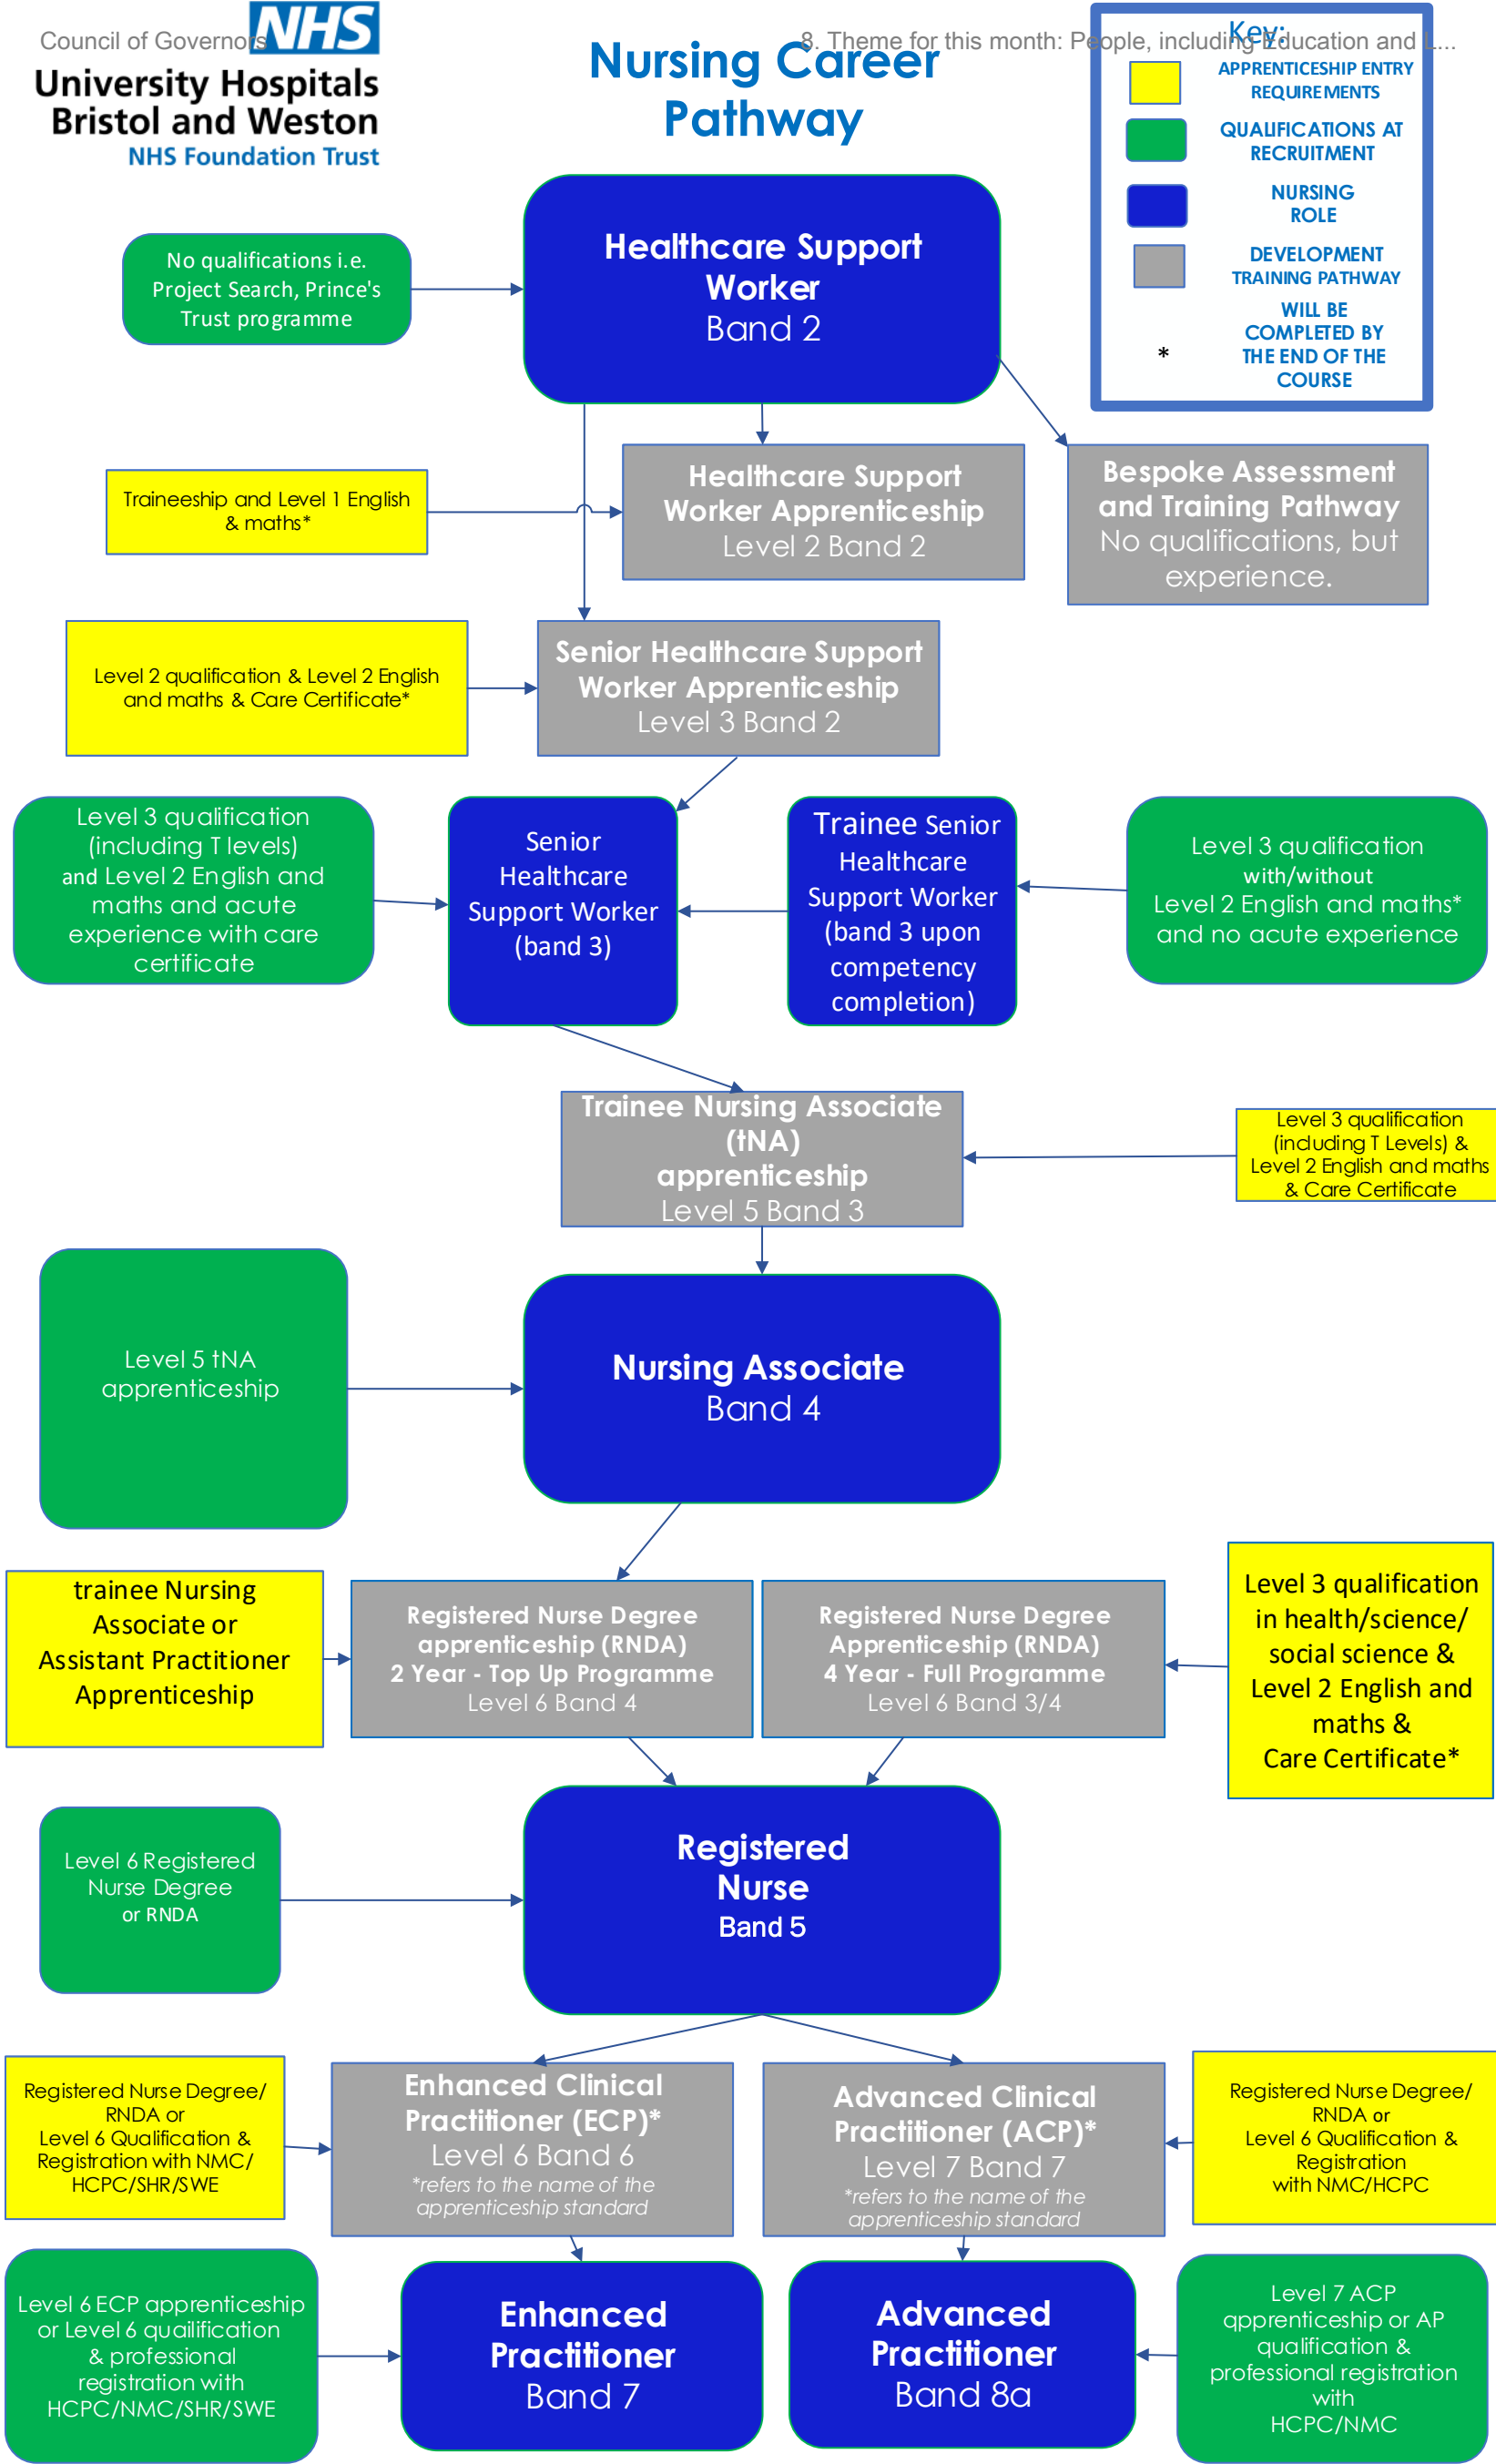 Council of Governors
8. Theme for this month: People, including Education and L...
NHS
University Hospitals
Bristol and Weston
NHS Foundation Trust
Nursing Career
Pathway
Key:
APPRENTICESHIP ENTRY
REQUIREMENTS
QUALIFICATIONS AT
RECRUITMENT
NURSING
ROLE
DEVELOPMENT
TRAINING PATHWAY
*
WILL BE
COMPLETED BY
THE END OF THE
COURSE
No qualifications i.e.
Project Search, Prince's
Trust programme
Healthcare Support
Worker
Band 2
Traineeship and Level 1 English
& maths*
Healthcare Support
Worker Apprenticeship
Level 2 Band 2
Bespoke Assessment
and Training Pathway
No qualifications, but
experience.
Level 2 qualification & Level 2 English
and maths & Care Certificate*
Senior Healthcare Support
Worker Apprenticeship
Level 3 Band 2
Level 3 qualification
(including T levels)
and Level 2 English and
maths and acute
experience with care
certificate
Senior
Healthcare
Support Worker
(band 3)
Trainee Senior
Healthcare
Support Worker
(band 3 upon
competency
completion)
Level 3 qualification
with/without
Level 2 English and maths*
and no acute experience
Trainee Nursing Associate
(tNA)
apprenticeship
Level 5 Band 3
Level 3 qualification
(including T Levels) &
Level 2 English and maths
& Care Certificate
Level 5 tNA
apprenticeship
Nursing Associate
Band 4
trainee Nursing
Associate or
Assistant Practitioner
Apprenticeship
Registered Nurse Degree
apprenticeship (RNDA)
2 Year - Top Up Programme
Level 6 Band 4
Registered Nurse Degree
Apprenticeship (RNDA)
4 Year - Full Programme
Level 6 Band 3/4
Level 3 qualification
in health/science/
social science &
Level 2 English and
maths &
Care Certificate*
Level 6 Registered
Nurse Degree
or RNDA
Registered
Nurse
Band 5
Registered Nurse Degree/
RNDA or
Level 6 Qualification &
Registration with NMC/
HCPC/SHR/SWE
Enhanced Clinical
Practitioner (ECP)*
Level 6 Band 6
*refers to the name of the
apprenticeship standard
Advanced Clinical
Practitioner (ACP)*
Level 7 Band 7
*refers to the name of the
apprenticeship standard
Registered Nurse Degree/
RNDA or
Level 6 Qualification &
Registration
with NMC/HCPC
Level 6 ECP apprenticeship
or Level 6 quailification
& professional
registration with
HCPC/NMC/SHR/SWE
Enhanced
Practitioner
Band 7
Advanced
Practitioner
Band 8a
Level 7 ACP
apprenticeship or AP
qualification &
professional registration
with
HCPC/NMC